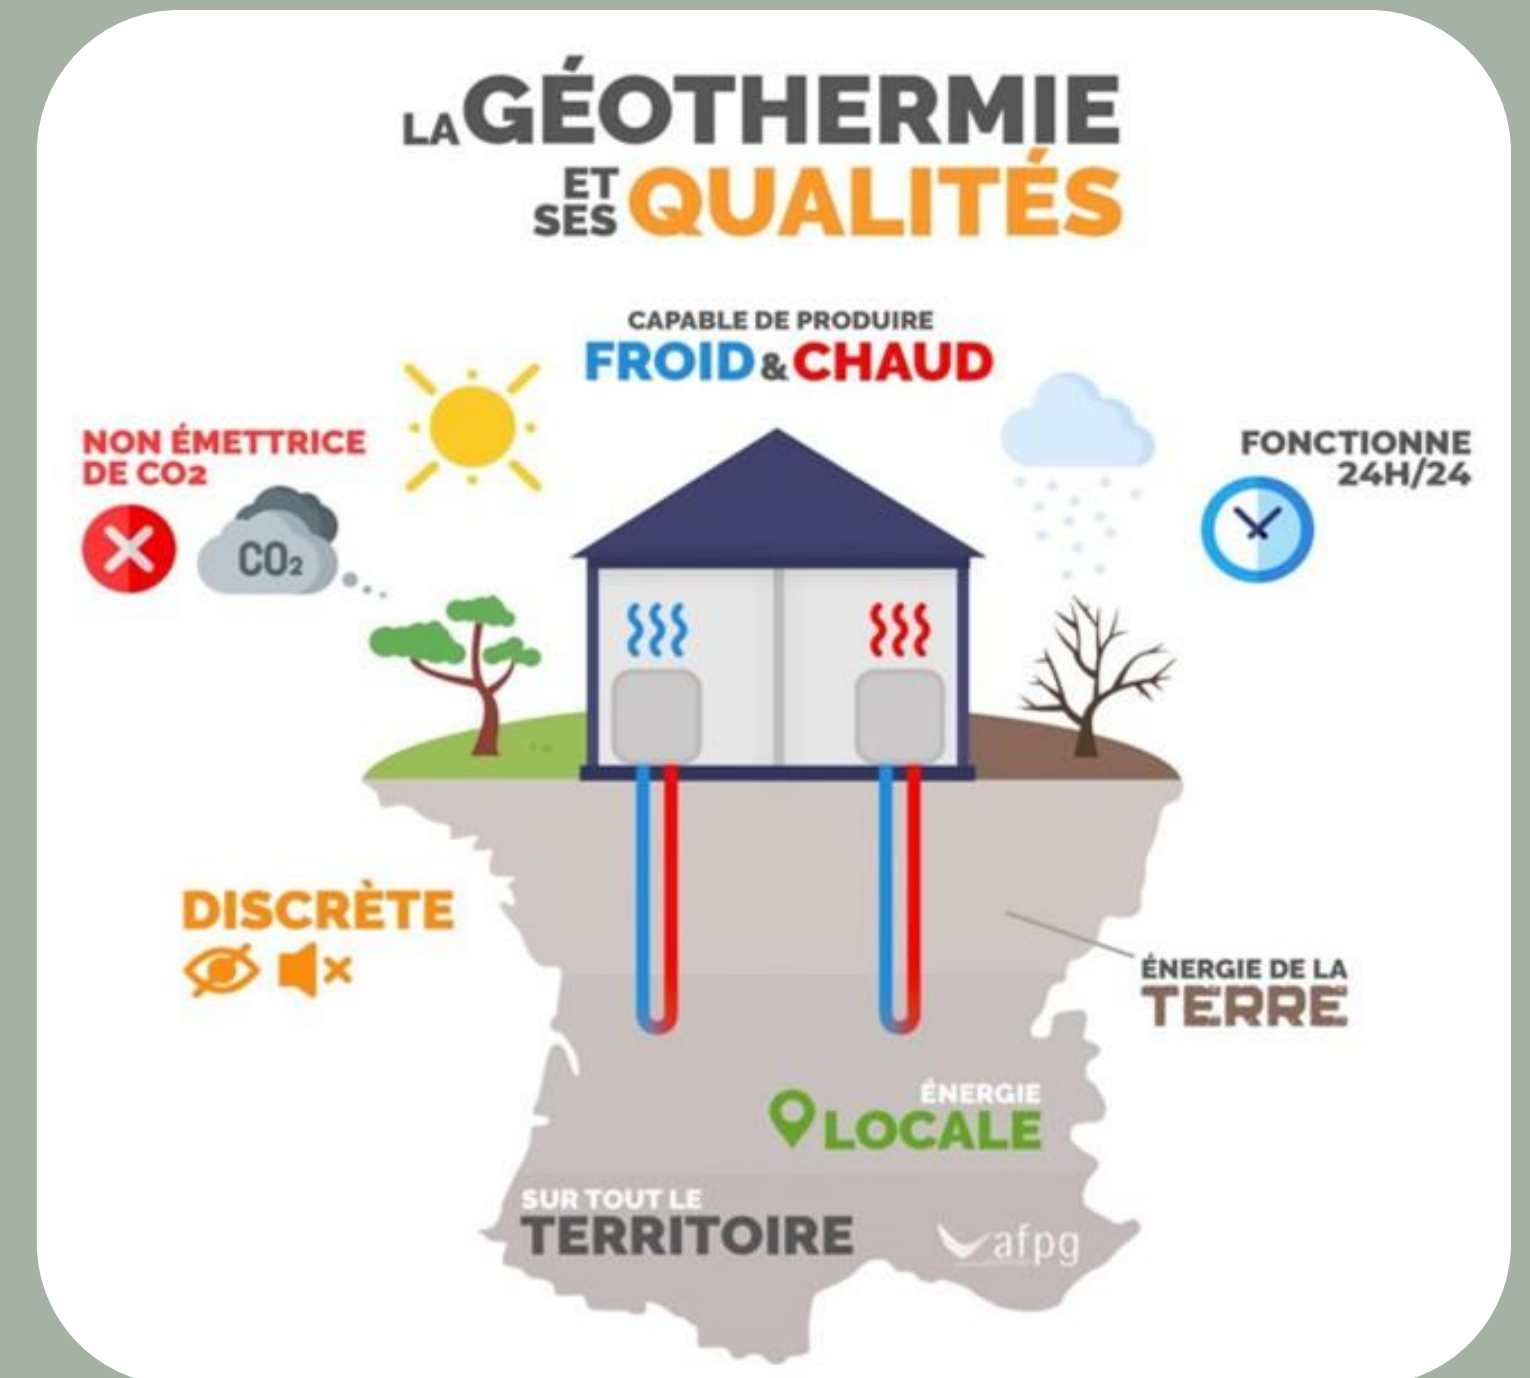 LA GÉOTHERMIE
ET SES QUALITÉS
CAPABLE DE PRODUIRE
FROID & CHAUD
NON ÉMETTRICE
DE CO2
CO₂
FONCTIONNE
24H/24
DISCRÈTE
ÉNERGIE DE LA
TERRE
ÉNERGIE
LOCALE
SUR TOUT LE
TERRITOIRE
afpg